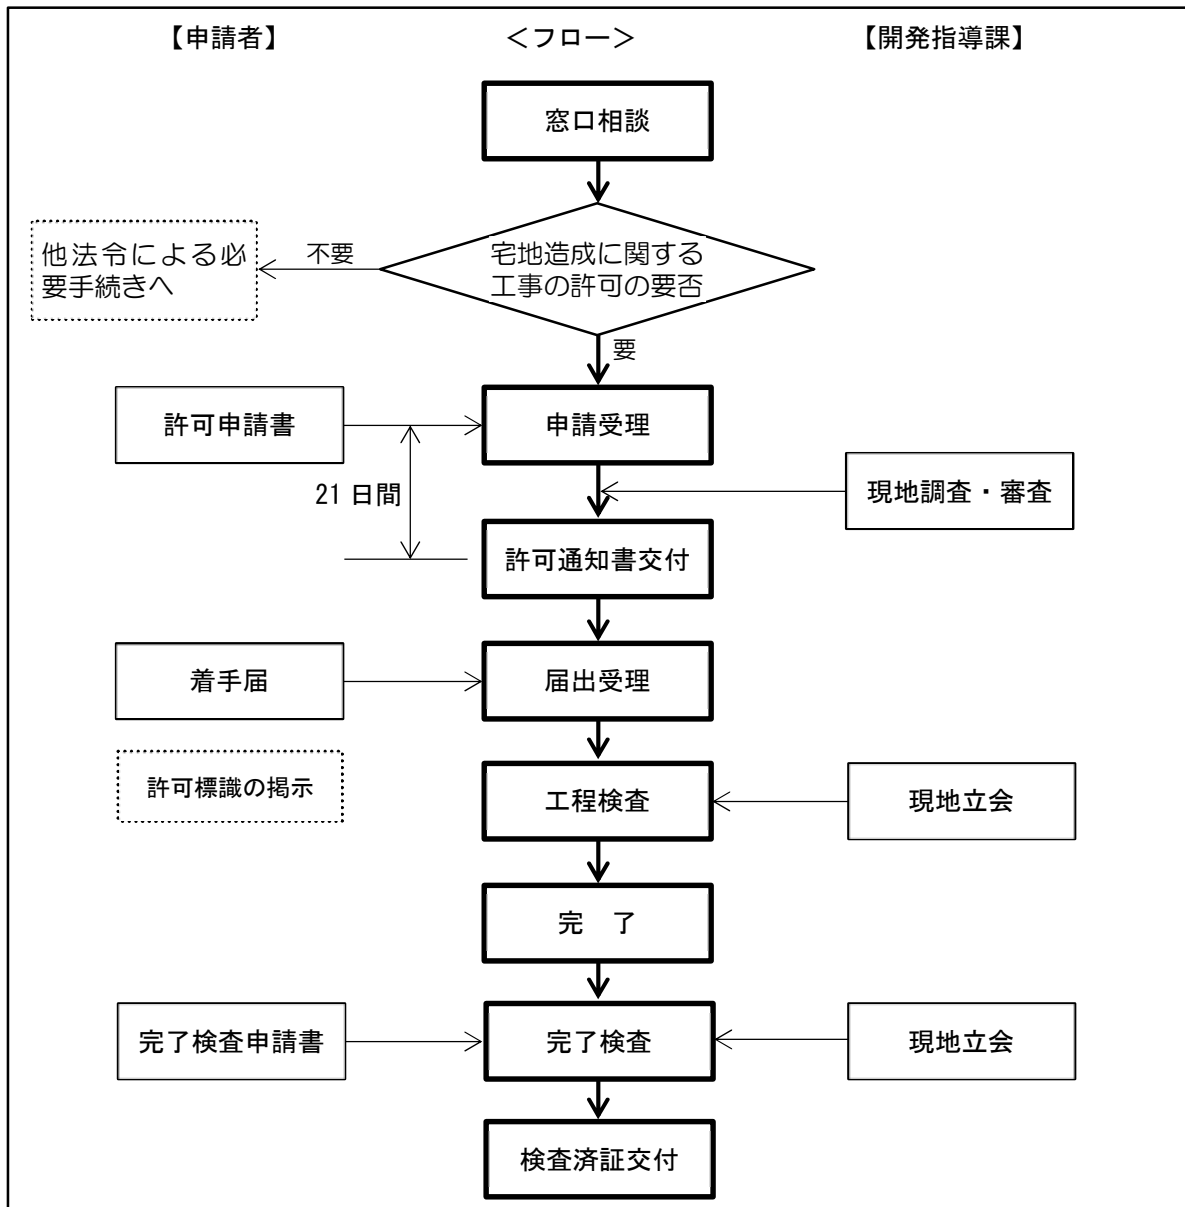 【申請者】
＜フロー＞
【開発指導課】
窓口相談
宅地造成に関する
工事の許可の要否
不要
他法令による必
要手続きへ
要
許可申請書
申請受理
21 日間
現地調査・審査
許可通知書交付
着手届
届出受理
許可標識の掲示
工程検査
現地立会
完　了
完了検査申請書
完了検査
現地立会
検査済証交付